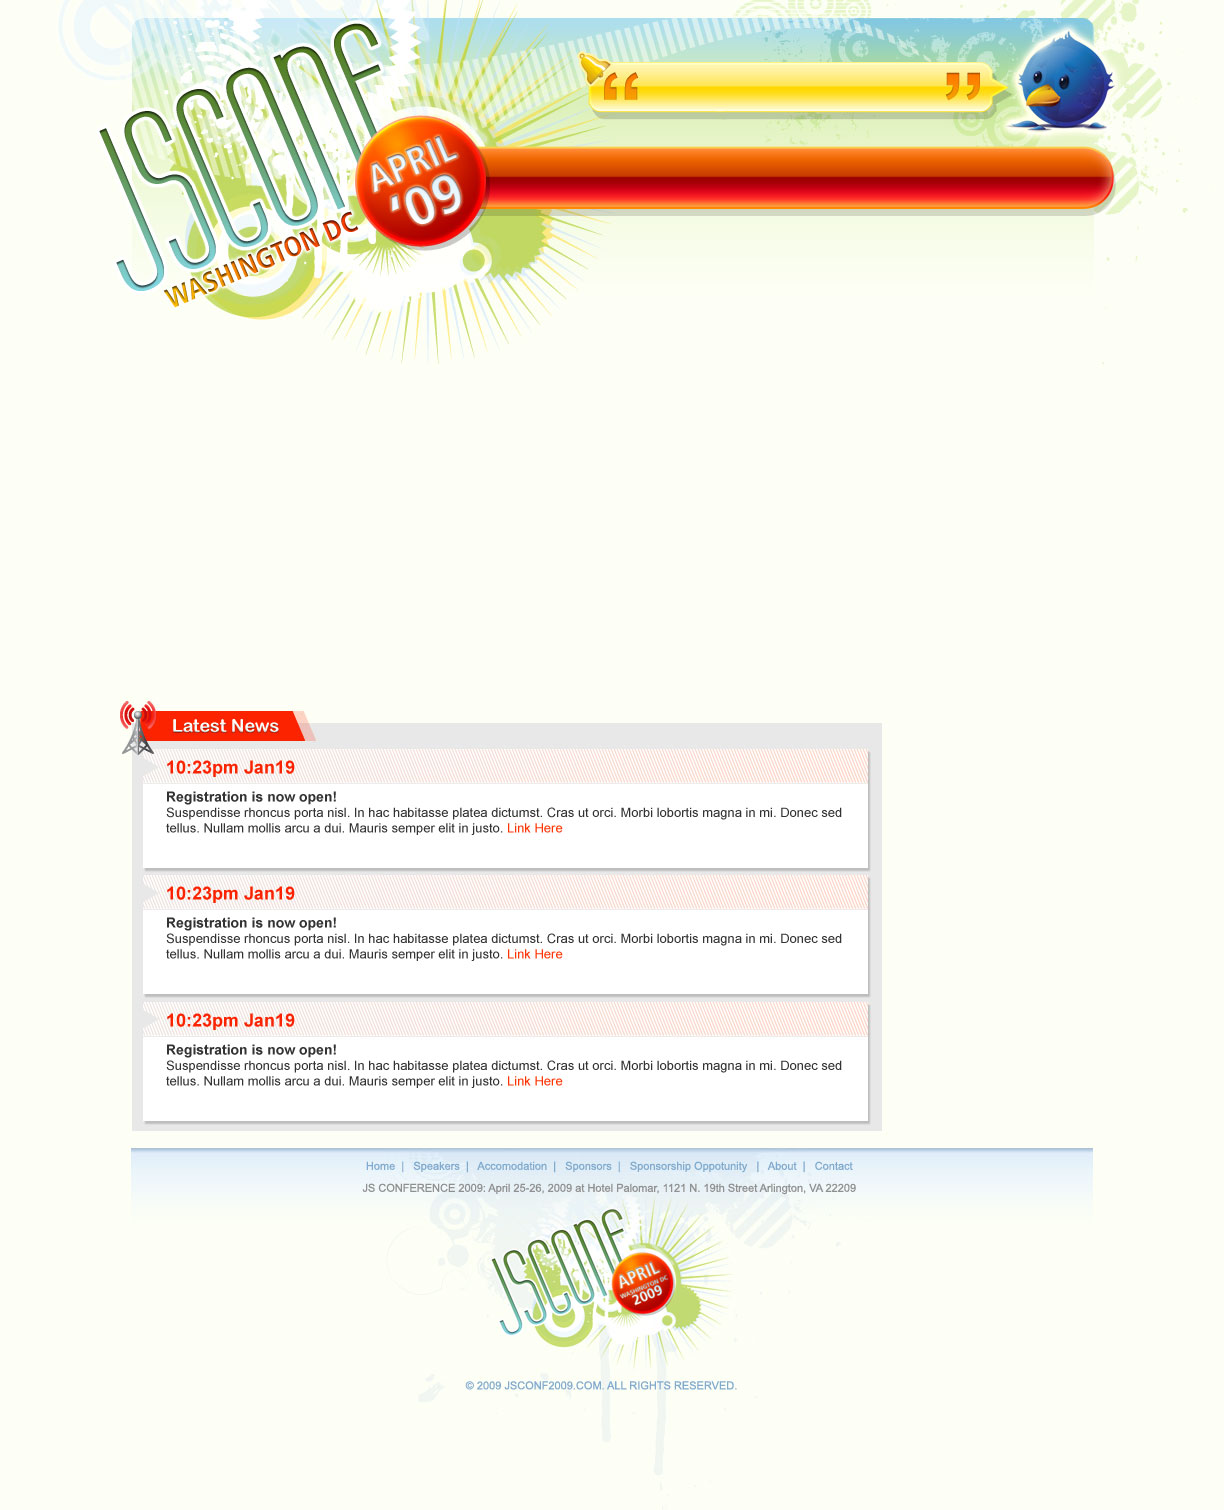 JSCONF
WASHINGTON DC
APRIL
'09
“ ”
Latest News
10:23pm Jan19
Registration is now open!
Suspendisse rhoncus porta nisl. In hac habitasse platea dictumst. Cras ut orci. Morbi lobortis magna in mi. Donec sed
tellus. Nullam mollis arcu a dui. Mauris semper elit in justo. Link Here
10:23pm Jan19
Registration is now open!
Suspendisse rhoncus porta nisl. In hac habitasse platea dictumst. Cras ut orci. Morbi lobortis magna in mi. Donec sed
tellus. Nullam mollis arcu a dui. Mauris semper elit in justo. Link Here
10:23pm Jan19
Registration is now open!
Suspendisse rhoncus porta nisl. In hac habitasse platea dictumst. Cras ut orci. Morbi lobortis magna in mi. Donec sed
tellus. Nullam mollis arcu a dui. Mauris semper elit in justo. Link Here
Home | Speakers | Accomodation | Sponsors | Sponsorship Oppotunity | About | Contact
JS CONFERENCE 2009: April 25-26, 2009 at Hotel Palomar, 1121 N. 19th Street Arlington, VA 22209
JSCONF
APRIL
WASHINGTON DC
2009
© 2009 JSCONF2009.COM. ALL RIGHTS RESERVED.